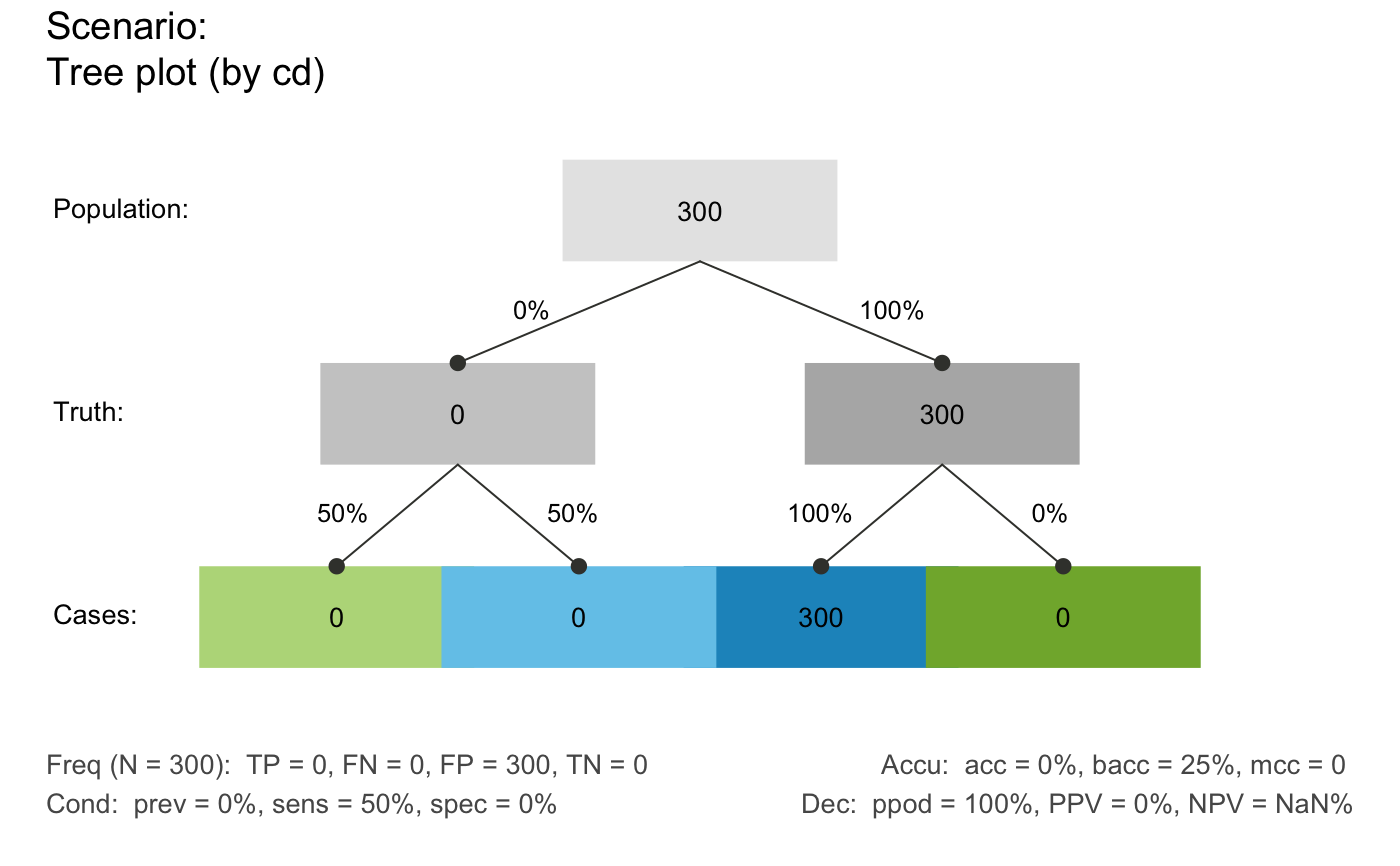 Scenario:
Tree plot (by cd)
Population:
300
0%
100%
Truth:
0
300
50%
50%
100%
0%
Cases:
0
0
300
0
Freq (N = 300):  TP = 0, FN = 0, FP = 300, TN = 0
Accu:  acc = 0%, bacc = 25%, mcc = 0
Cond:  prev = 0%, sens = 50%, spec = 0%
Dec:  ppod = 100%, PPV = 0%, NPV = NaN%